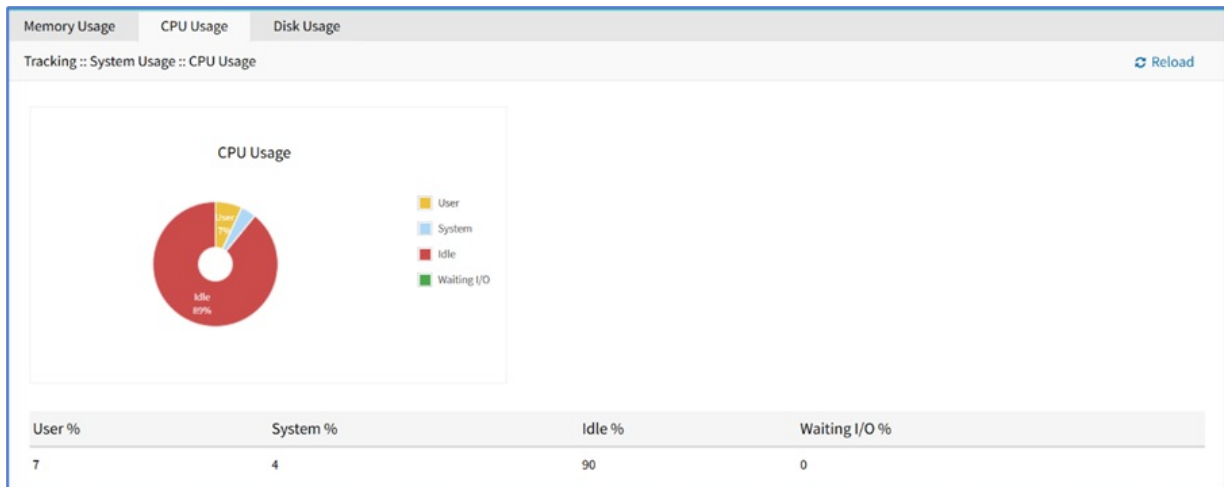 Memory Usage CPU Usage Disk Usage
Tracking :: System Usage :: CPU Usage Reload
CPU Usage
User
7%
Idle
89%
User
System
Idle
Waiting I/O
User % System % Idle % Waiting I/O %
7 4 90 0